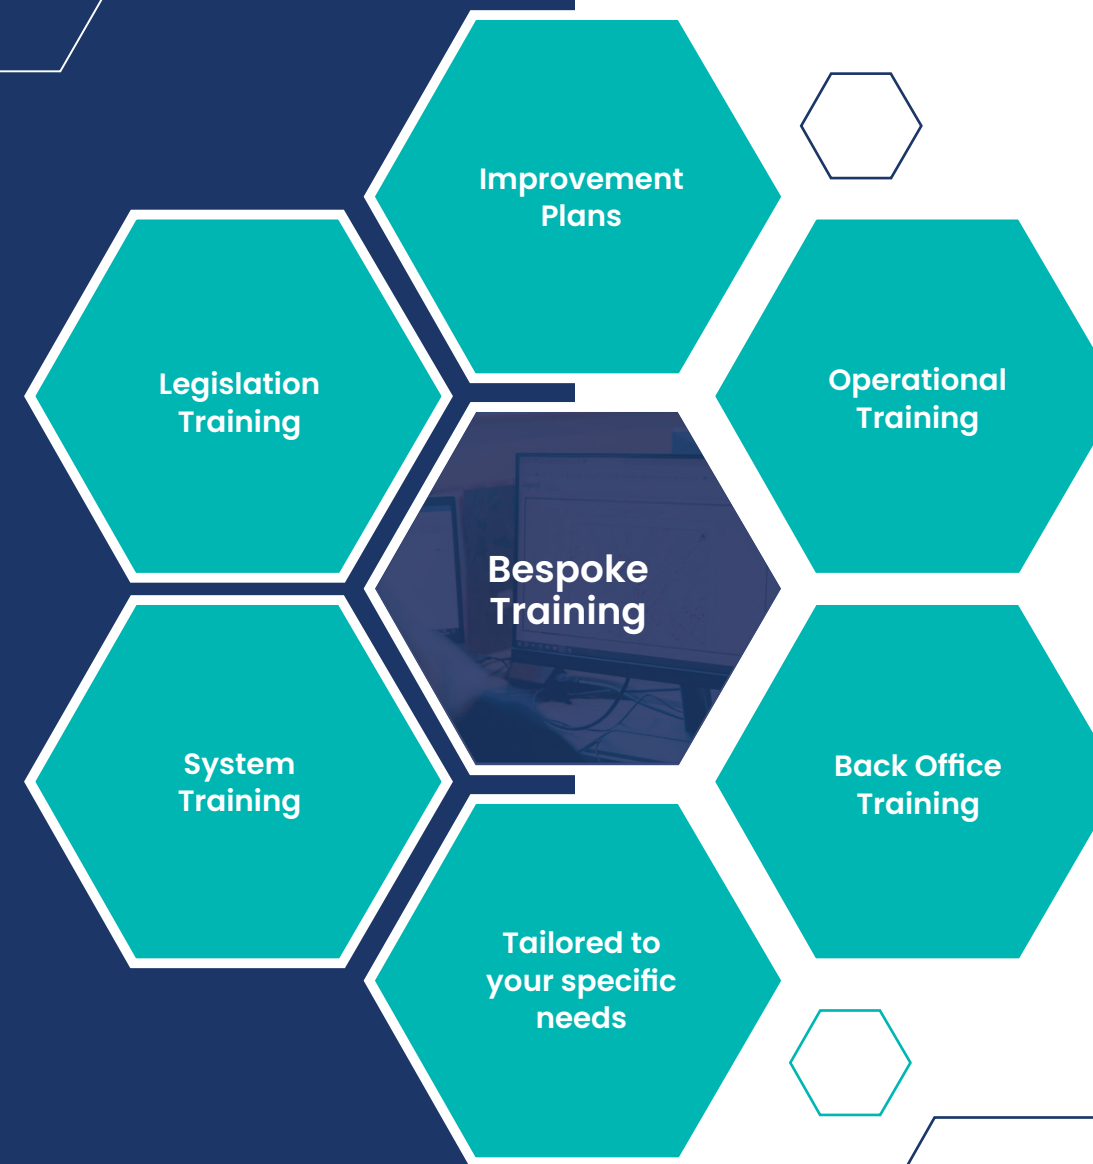 Improvement
Plans
Legislation
Training
Operational
Training
Bespoke
Training
System
Training
Back Office
Training
Tailored to
your specific
needs